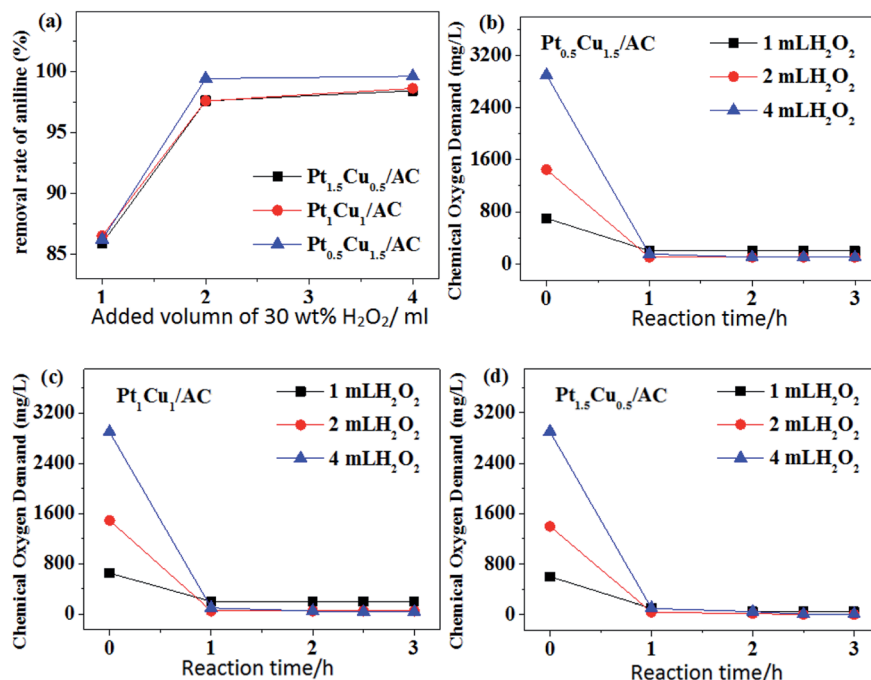 (a)
removal rate of aniline (%)
100
95
90
85
Pt1.5Cu0.5/AC
Pt1Cu1/AC
Pt0.5Cu1.5/AC
1 2 3 4
Added volumn of 30 wt% H2O2/ ml
(b)
Chemical Oxygen Demand (mg/L)
Pt0.5Cu1.5/AC
1 mLH2O2
2 mLH2O2
4 mLH2O2
3200
2400
1600
800
0
0 1 2 3
Reaction time/h
(c)
Chemical Oxygen Demand (mg/L)
Pt1Cu1/AC
1 mLH2O2
2 mLH2O2
4 mLH2O2
3200
2400
1600
800
0
0 1 2 3
Reaction time/h
(d)
Chemical Oxygen Demand (mg/L)
Pt1.5Cu0.5/AC
1 mLH2O2
2 mLH2O2
4 mLH2O2
3200
2400
1600
800
0
0 1 2 3
Reaction time/h